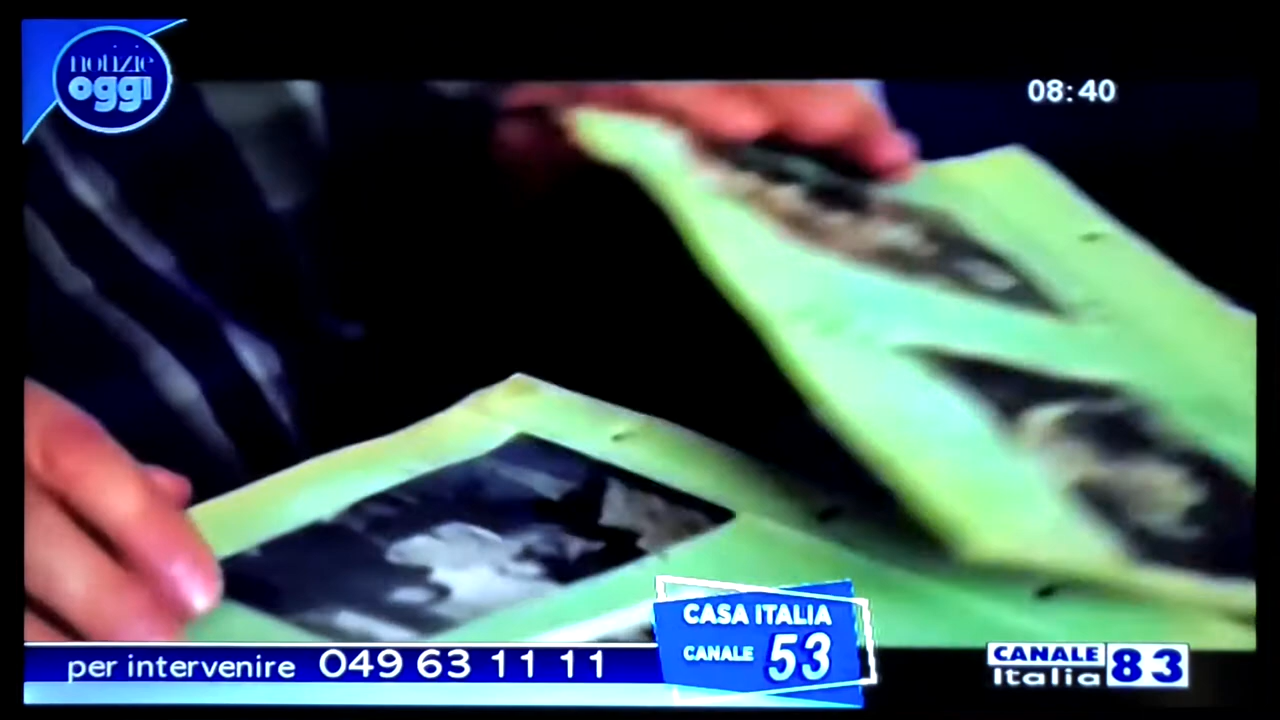 notizie
oggi
08:40
CASA ITALIA
CANALE 53
per intervenire 049 63 11 11
CANALE
Italia 83